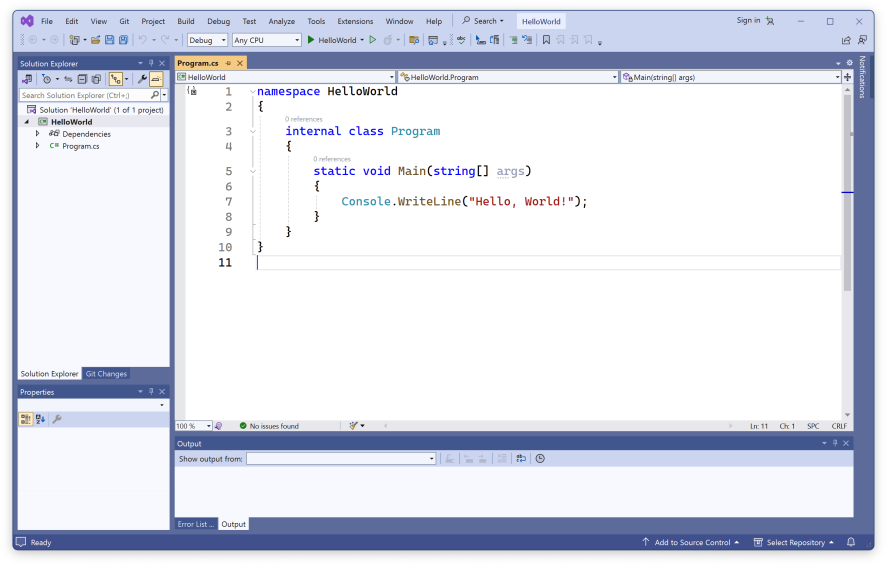 File Edit View Git Project Build Debug Test Analyze Tools Extensions Window Help Search HelloWorld Sign in
Debug Any CPU HelloWorld
Solution Explorer
Search Solution Explorer (Ctrl+;)
Solution 'HelloWorld' (1 of 1 project)
HelloWorld
Dependencies
C# Program.cs
Solution Explorer Git Changes
Properties
Program.cs
HelloWorld HelloWorld.Program Main(string[] args)
1 namespace HelloWorld
2 {
0 references
3 internal class Program
4 {
0 references
5 static void Main(string[] args)
6 {
7 Console.WriteLine("Hello, World!");
8 }
9 }
10 }
11
100 % No issues found Ln: 11 Ch: 1 SPC CRLF
Output
Show output from:
Error List ... Output
Notifications
Ready Add to Source Control Select Repository